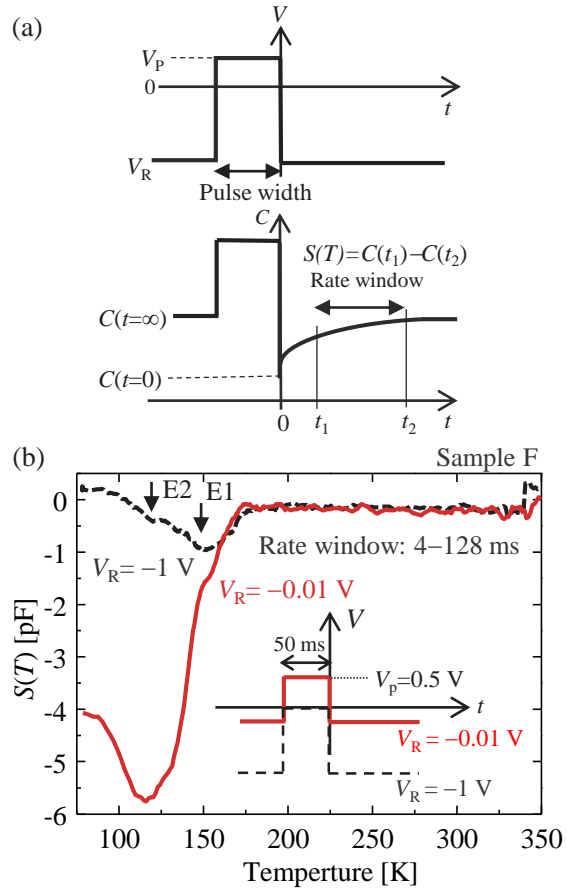 (a)
V
V_P
0
t
V_R
Pulse width
C
S(T)=C(t_1)−C(t_2)
Rate window
C(t=∞)
C(t=0)
0
t_1
t_2
t
(b)
Sample F
0
E2
E1
-1
V_R= −1 V
Rate window: 4−128 ms
V_R= −0.01 V
-2
-3
-4
-5
-6
S(T) [pF]
V
50 ms
V_p=0.5 V
t
V_R= −0.01 V
V_R= −1 V
100
150
200
250
300
350
Temperture [K]